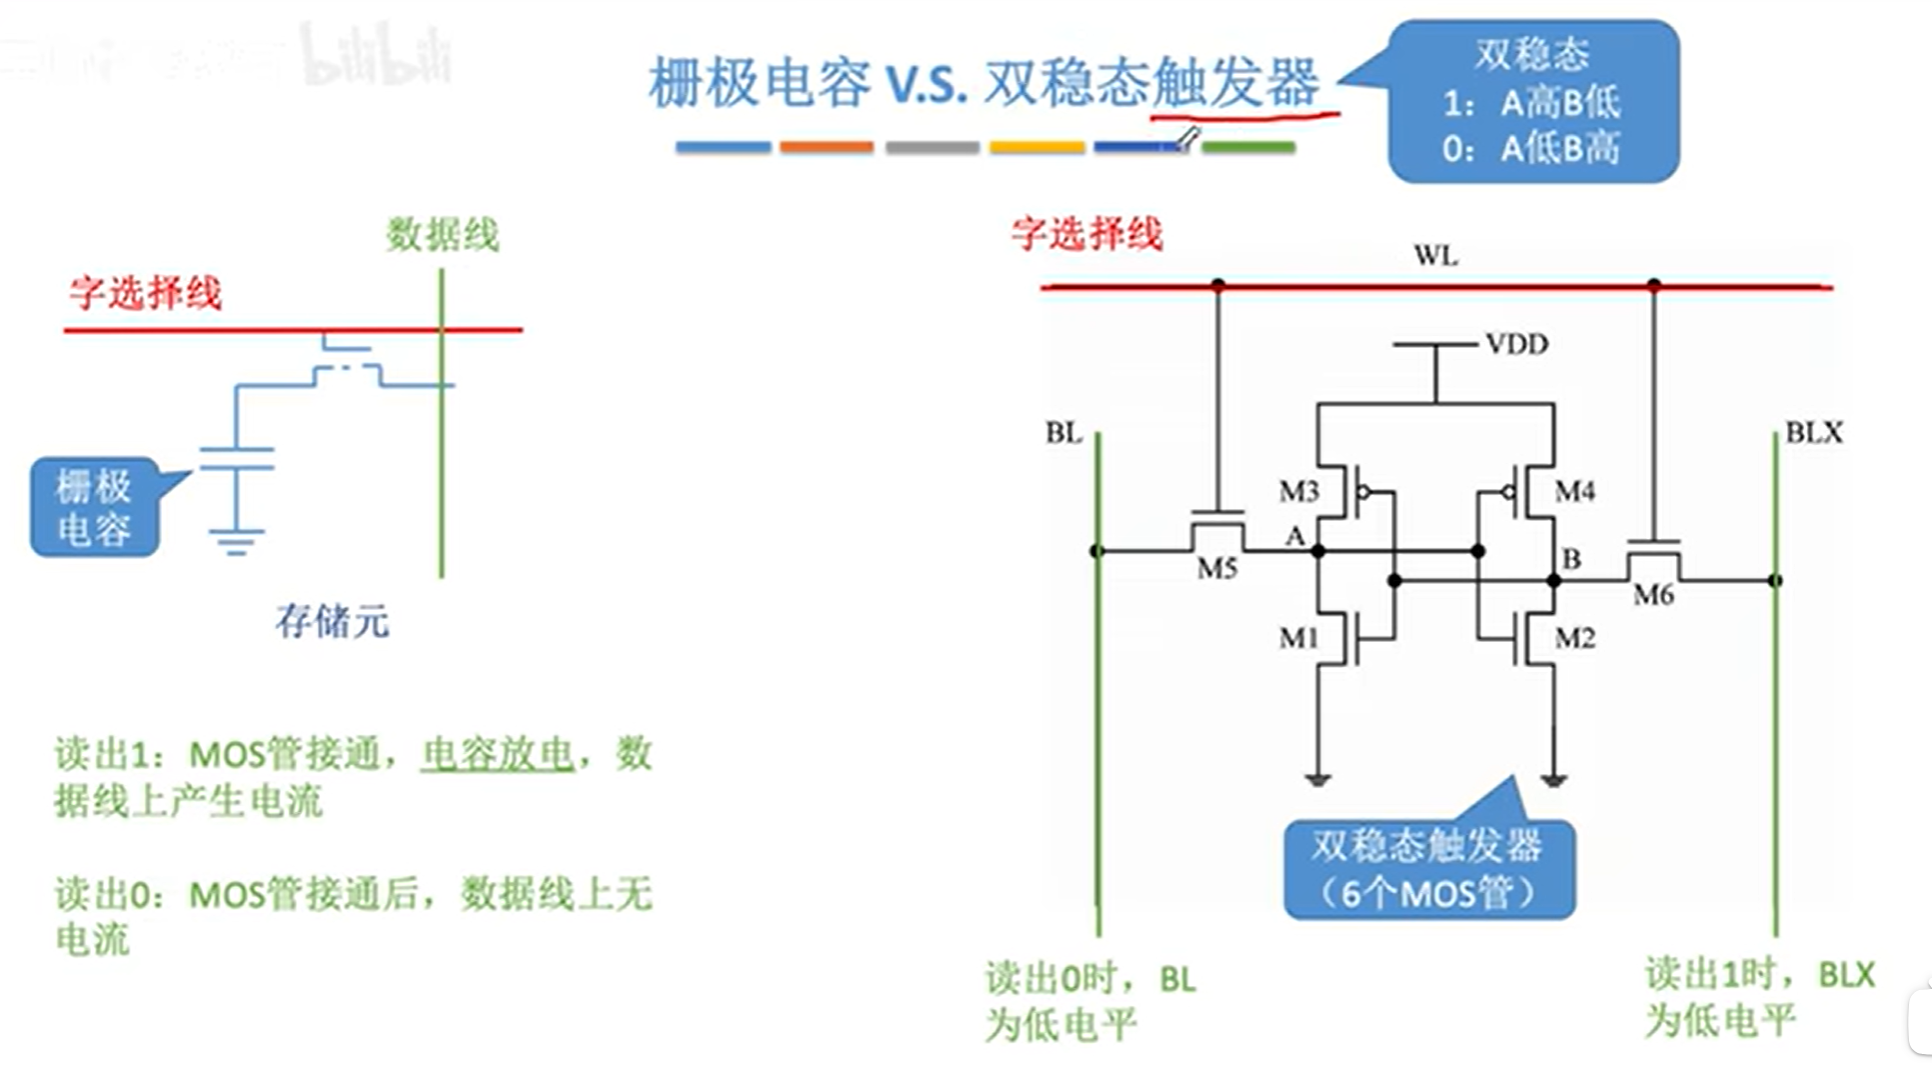 bilibili
栅极电容 V.S. 双稳态触发器
双稳态
1：A高B低
0：A低B高
数据线
字选择线
栅极
电容
存储元
读出1：MOS管接通，电容放电，数
据线上产生电流
读出0：MOS管接通后，数据线上无
电流
字选择线
WL
VDD
BL
BLX
M3
M4
A
B
M5
M6
M1
M2
双稳态触发器
（6个MOS管）
读出0时，BL
为低电平
读出1时，BLX
为低电平